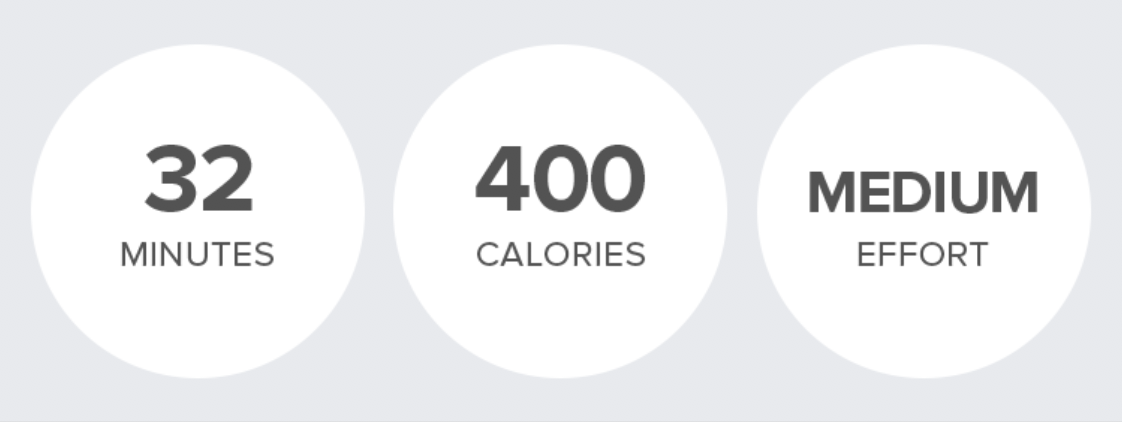 32
MINUTES
400
CALORIES
MEDIUM
EFFORT